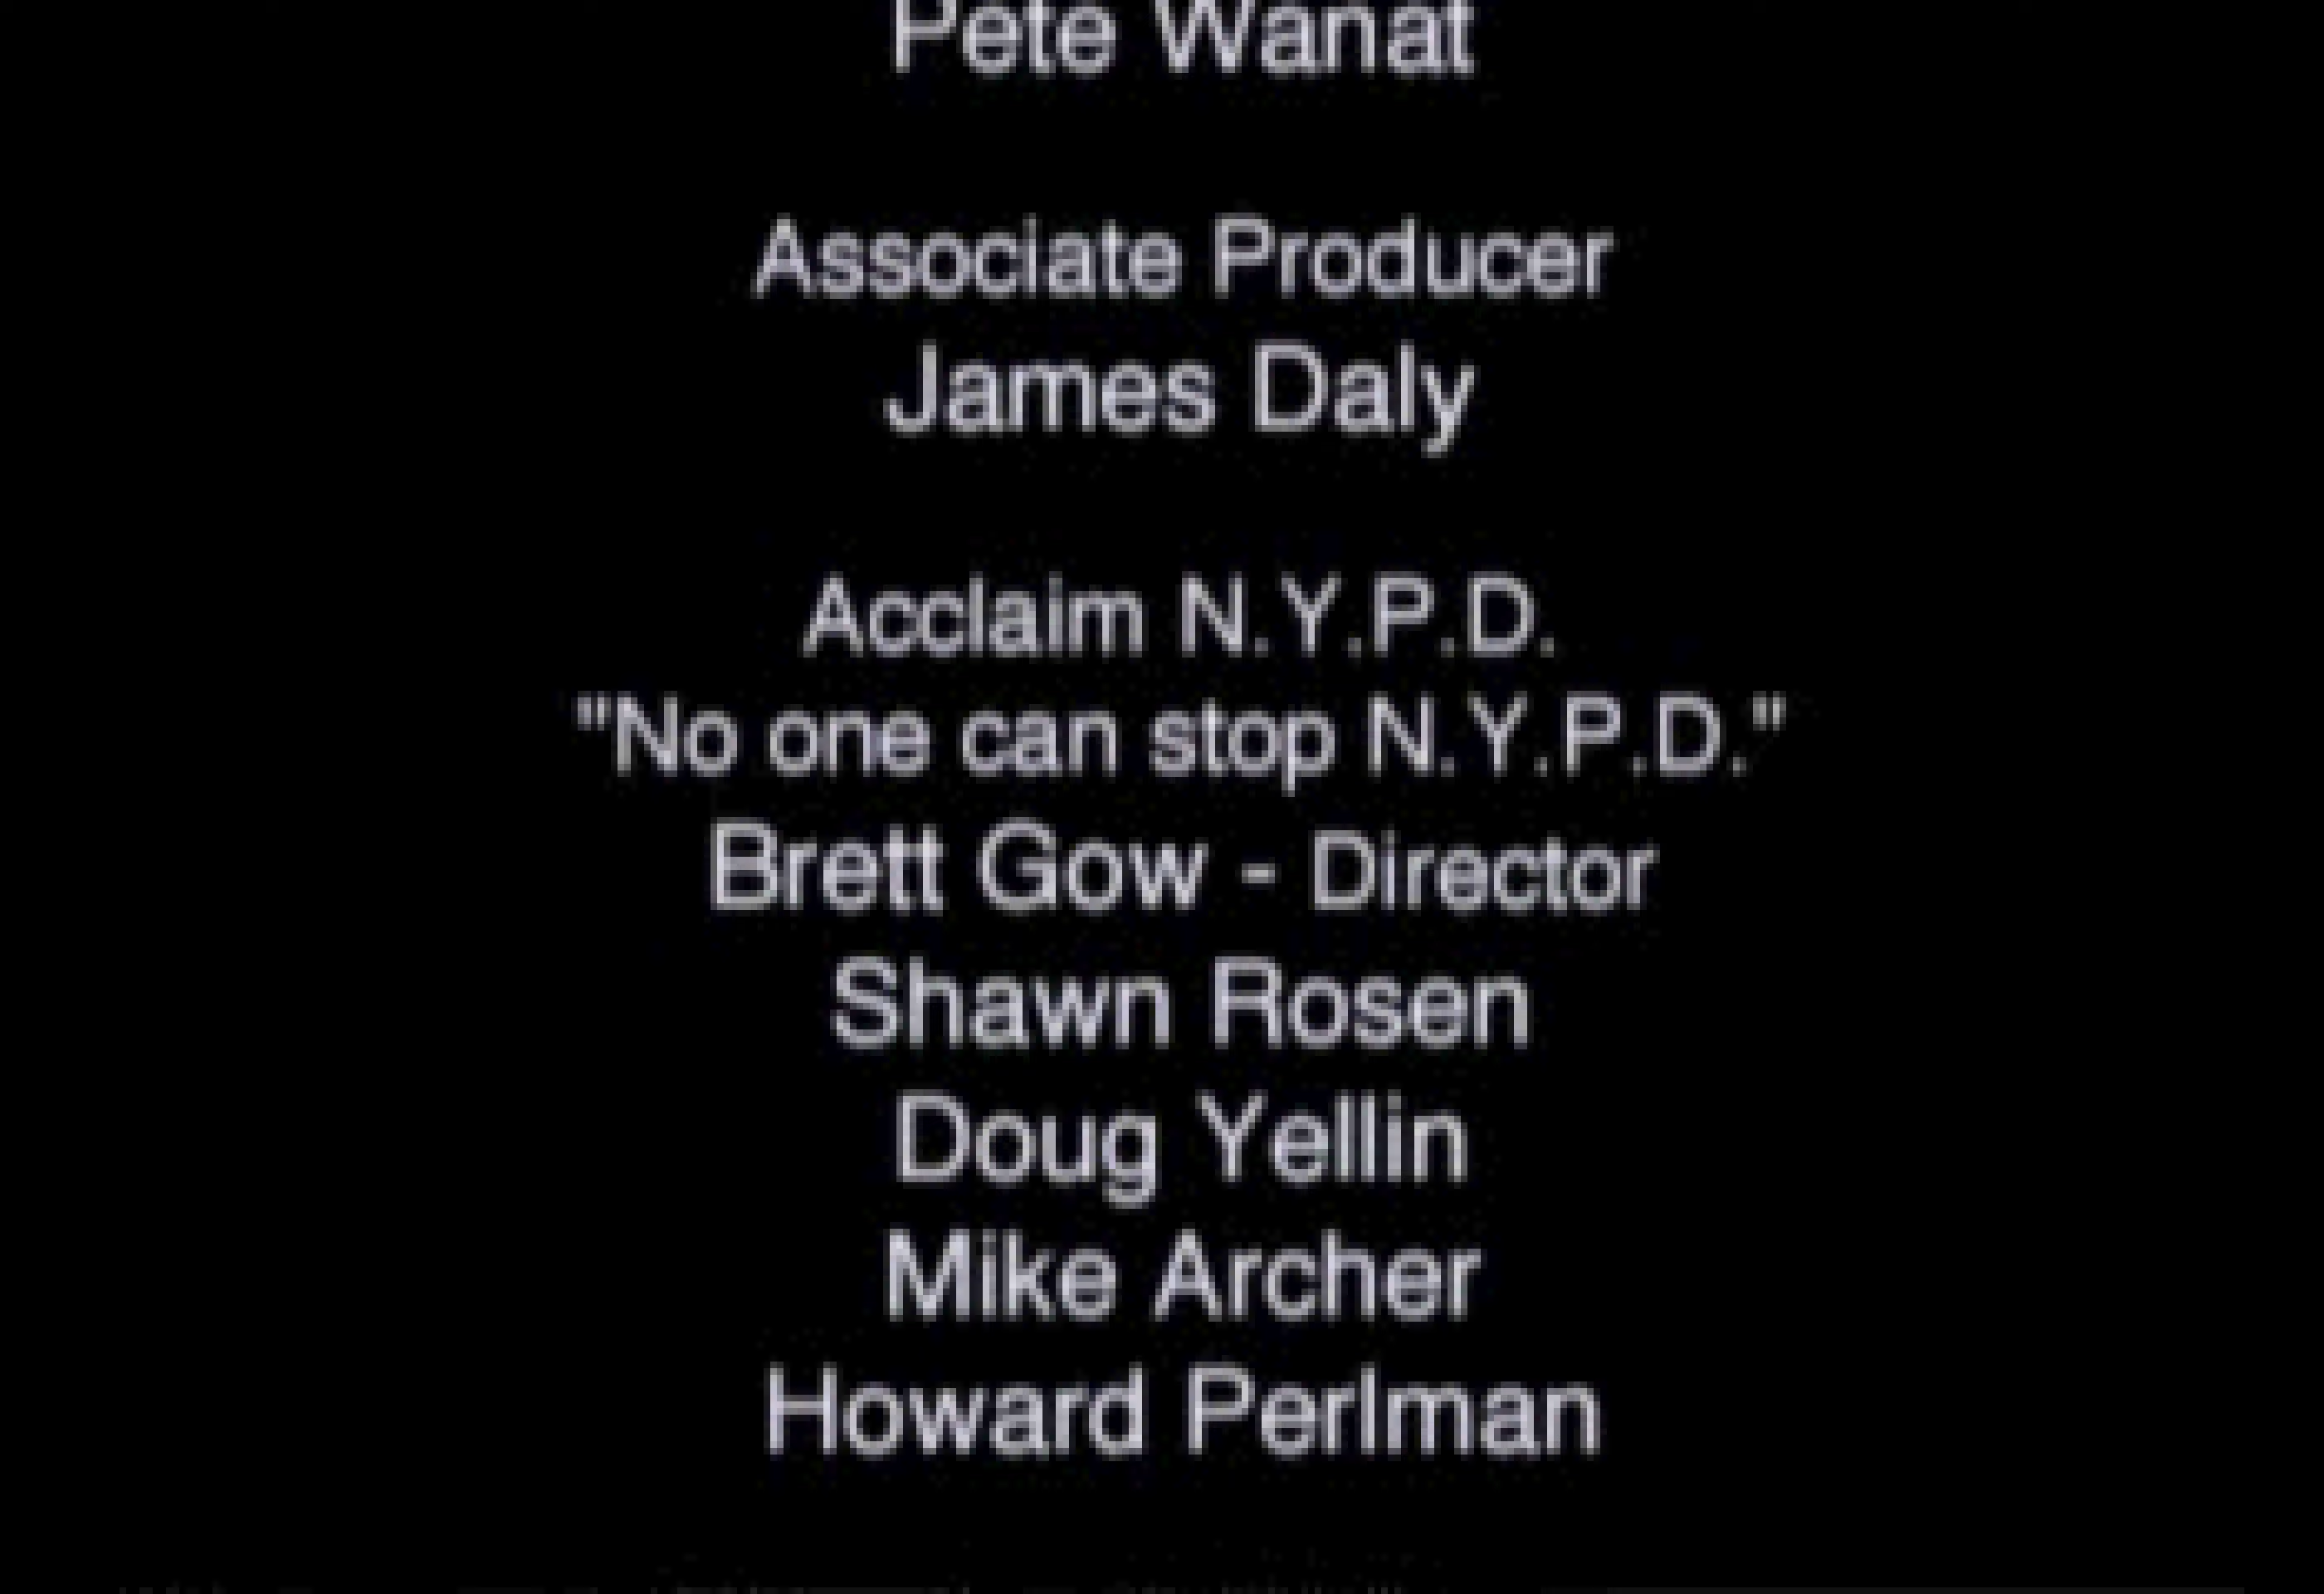 Pete Wanat
Associate Producer
James Daly
Acclaim N.Y.P.D.
"No one can stop N.Y.P.D."
Brett Gow - Director
Shawn Rosen
Doug Yellin
Mike Archer
Howard Perlman